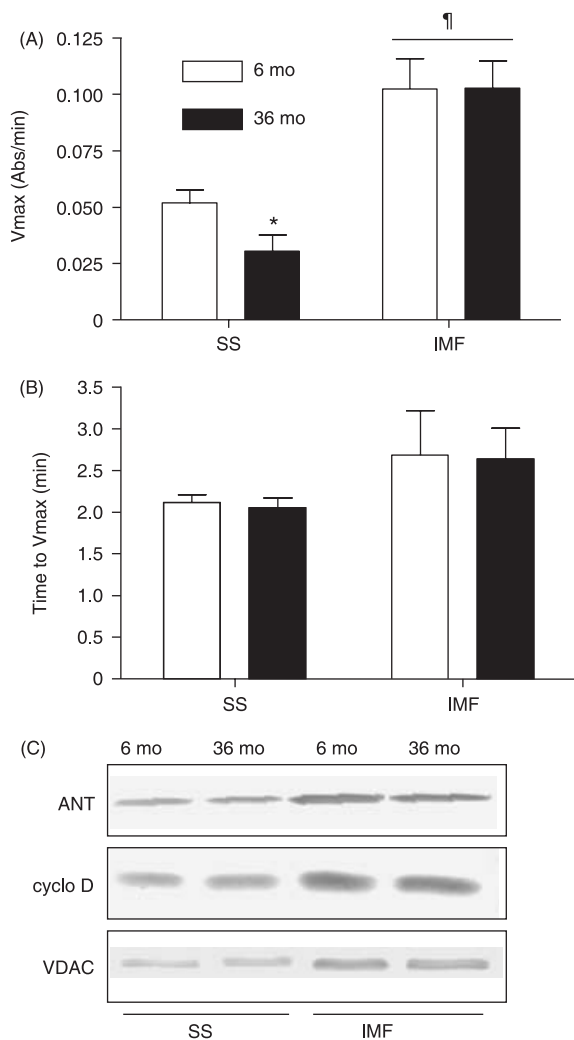 (A)
Vmax (Abs/min)
0.125
0.100
0.075
0.050
0.025
0
6 mo
36 mo
*
¶
SS IMF
(B)
Time to Vmax (min)
3.5
3.0
2.5
2.0
1.5
1.0
0.5
0
SS IMF
(C)
6 mo 36 mo 6 mo 36 mo
ANT
cyclo D
VDAC
SS IMF